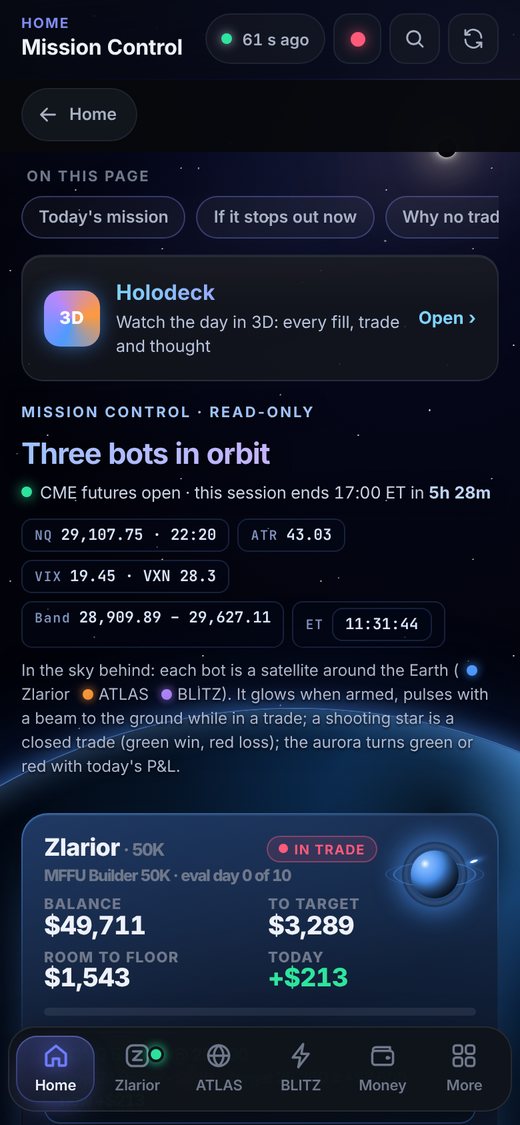 HOME
Mission Control
61 s ago
Home
ON THIS PAGE
Today's mission
If it stops out now
Why no trad
3D
Holodeck
Watch the day in 3D: every fill, trade
and thought
Open ›
MISSION CONTROL · READ-ONLY
Three bots in orbit
CME futures open · this session ends 17:00 ET in 5h 28m
NQ 29,107.75 · 22:20
ATR 43.03
VIX 19.45 · VXN 28.3
Band 28,909.89 – 29,627.11
ET 11:31:44
In the sky behind: each bot is a satellite around the Earth (
Zlarior ATLAS BLITZ). It glows when armed, pulses with
a beam to the ground while in a trade; a shooting star is a
closed trade (green win, red loss); the aurora turns green or
red with today's P&L.
Zlarior · 50K
IN TRADE
MFFU Builder 50K · eval day 0 of 10
BALANCE
$49,711
TO TARGET
$3,289
ROOM TO FLOOR
$1,543
TODAY
+$213
Home
Zlarior
ATLAS
BLITZ
Money
More